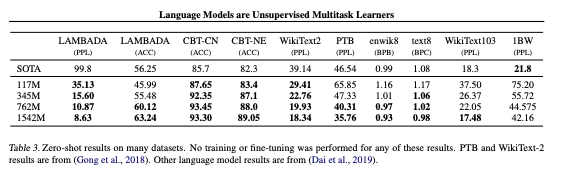 Language Models are Unsupervised Multitask Learners
LAMBADA LAMBADA CBT-CN CBT-NE WikiText2 PTB enwik8 text8 WikiText103 1BW
(PPL) (ACC) (ACC) (ACC) (PPL) (PPL) (BPB) (BPC) (PPL) (PPL)
SOTA 99.8 56.25 85.7 82.3 39.14 46.54 0.99 1.08 18.3 21.8
117M 35.13 45.99 87.65 83.4 29.41 65.85 1.16 1.17 37.50 75.20
345M 15.60 55.48 92.35 87.1 22.76 47.33 1.01 1.06 26.37 55.72
762M 10.87 60.12 93.45 88.0 19.93 40.31 0.97 1.02 22.05 44.575
1542M 8.63 63.24 93.30 89.05 18.34 35.76 0.93 0.98 17.48 42.16
Table 3. Zero-shot results on many datasets. No training or fine-tuning was performed for any of these results. PTB and WikiText-2
results are from (Gong et al., 2018). Other language model results are from (Dai et al., 2019).